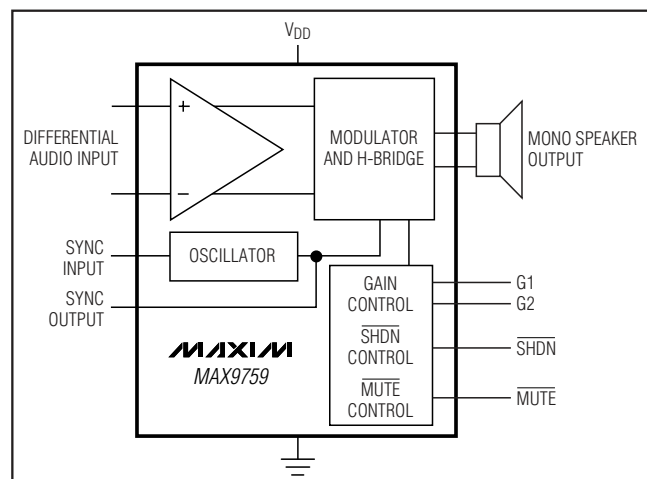 VDD
DIFFERENTIAL
AUDIO INPUT
+
−
MODULATOR
AND H-BRIDGE
MONO SPEAKER
OUTPUT
SYNC
INPUT
OSCILLATOR
SYNC
OUTPUT
GAIN
CONTROL
G1
G2
SHDN
CONTROL
SHDN
MUTE
CONTROL
MUTE
MAXIM
MAX9759